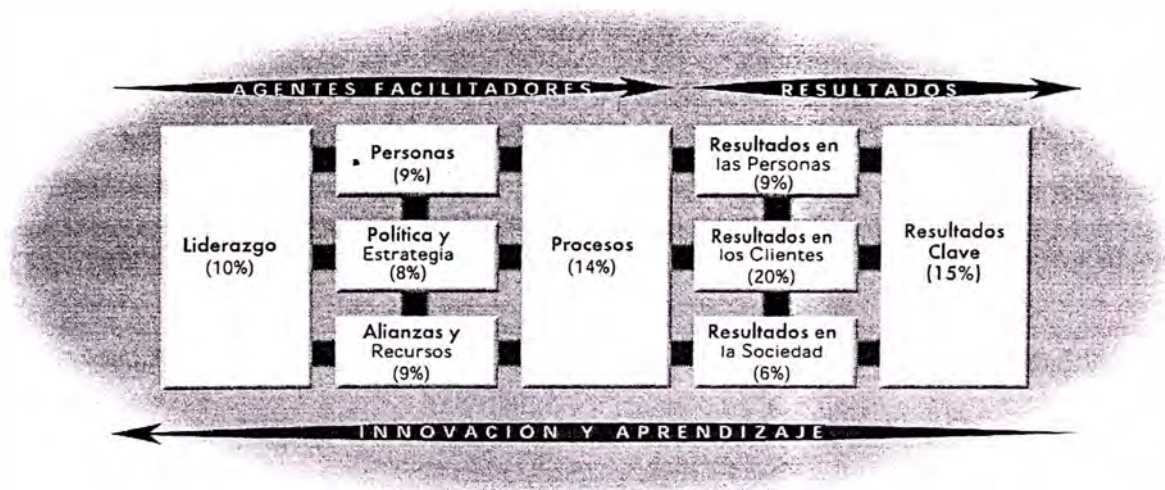 AGENTES FACILITADORES
RESULTADOS
Liderazgo
(10%)
Personas
(9%)
Política y
Estrategia
(8%)
Alianzas y
Recursos
(9%)
Procesos
(14%)
Resultados en
las Personas
(9%)
Resultados en
los Clientes
(20%)
Resultados en
la Sociedad
(6%)
Resultados
Clave
(15%)
INNOVACIÓN Y APRENDIZAJE